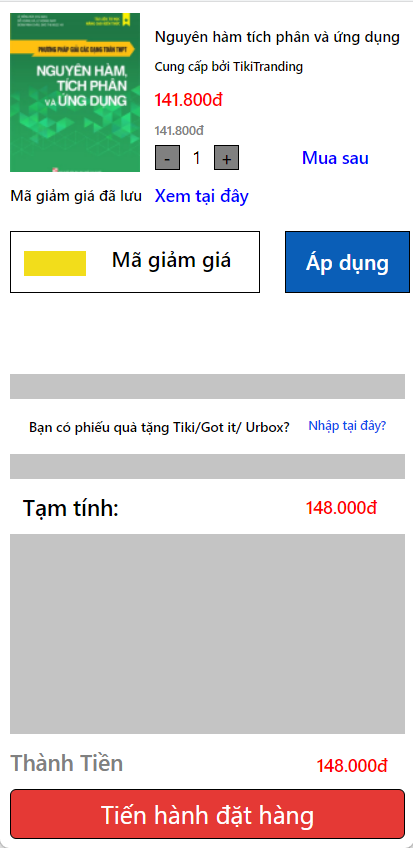 PHƯƠNG PHÁP GIẢI CÁC DẠNG TOÁN THPT
NGUYÊN HÀM,
TÍCH PHÂN
VÀ ỨNG DỤNG
Nguyên hàm tích phân và ứng dụng
Cung cấp bởi TikiTranding
141.800đ
141.800đ
- 1 + Mua sau
Mã giảm giá đã lưu Xem tại đây
Mã giảm giá Áp dụng
Bạn có phiếu quà tặng Tiki/Got it/ Urbox? Nhập tại đây?
Tạm tính: 148.000đ
Thành Tiền 148.000đ
Tiến hành đặt hàng